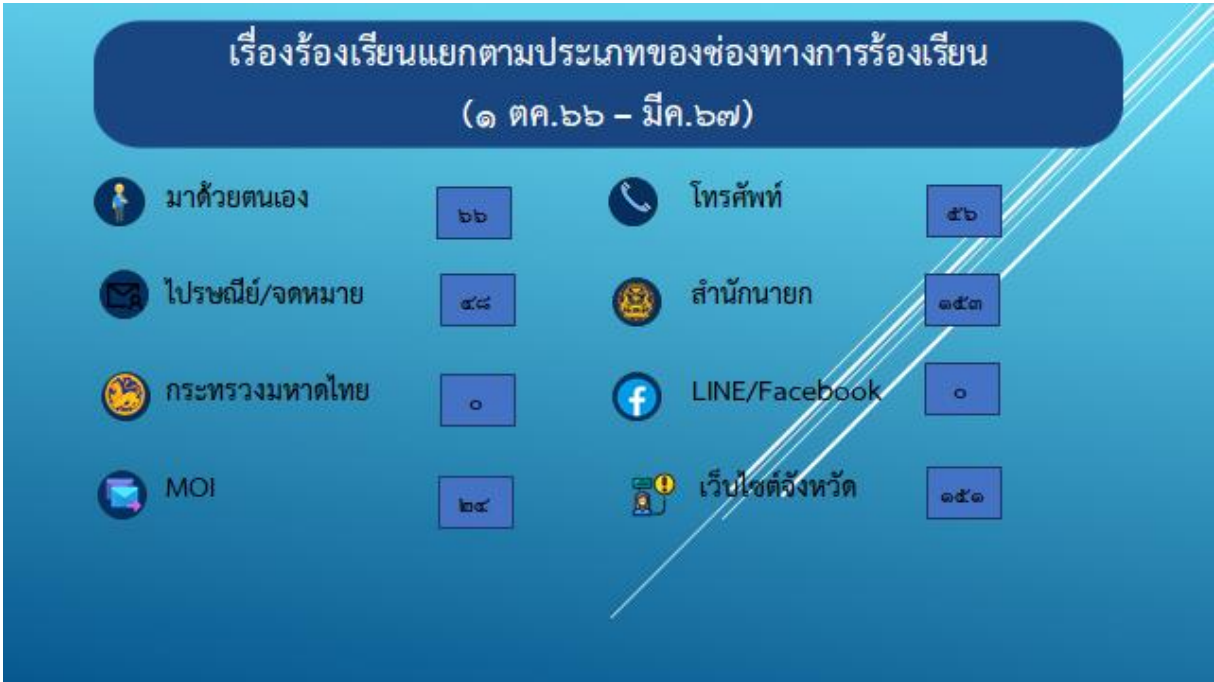 เรื่องร้องเรียนแยกตามประเภทของช่องทางการร้องเรียน
(๑ ตค.๖๖ – มีค.๖๗)
มาด้วยตนเอง
๖๖
โทรศัพท์
๕๖
ไปรษณีย์/จดหมาย
๔๘
สำนักนายก
๑๕๓
กระทรวงมหาดไทย
๐
LINE/Facebook
๐
MOI
๒๔
เว็บไซต์จังหวัด
๑๕๑